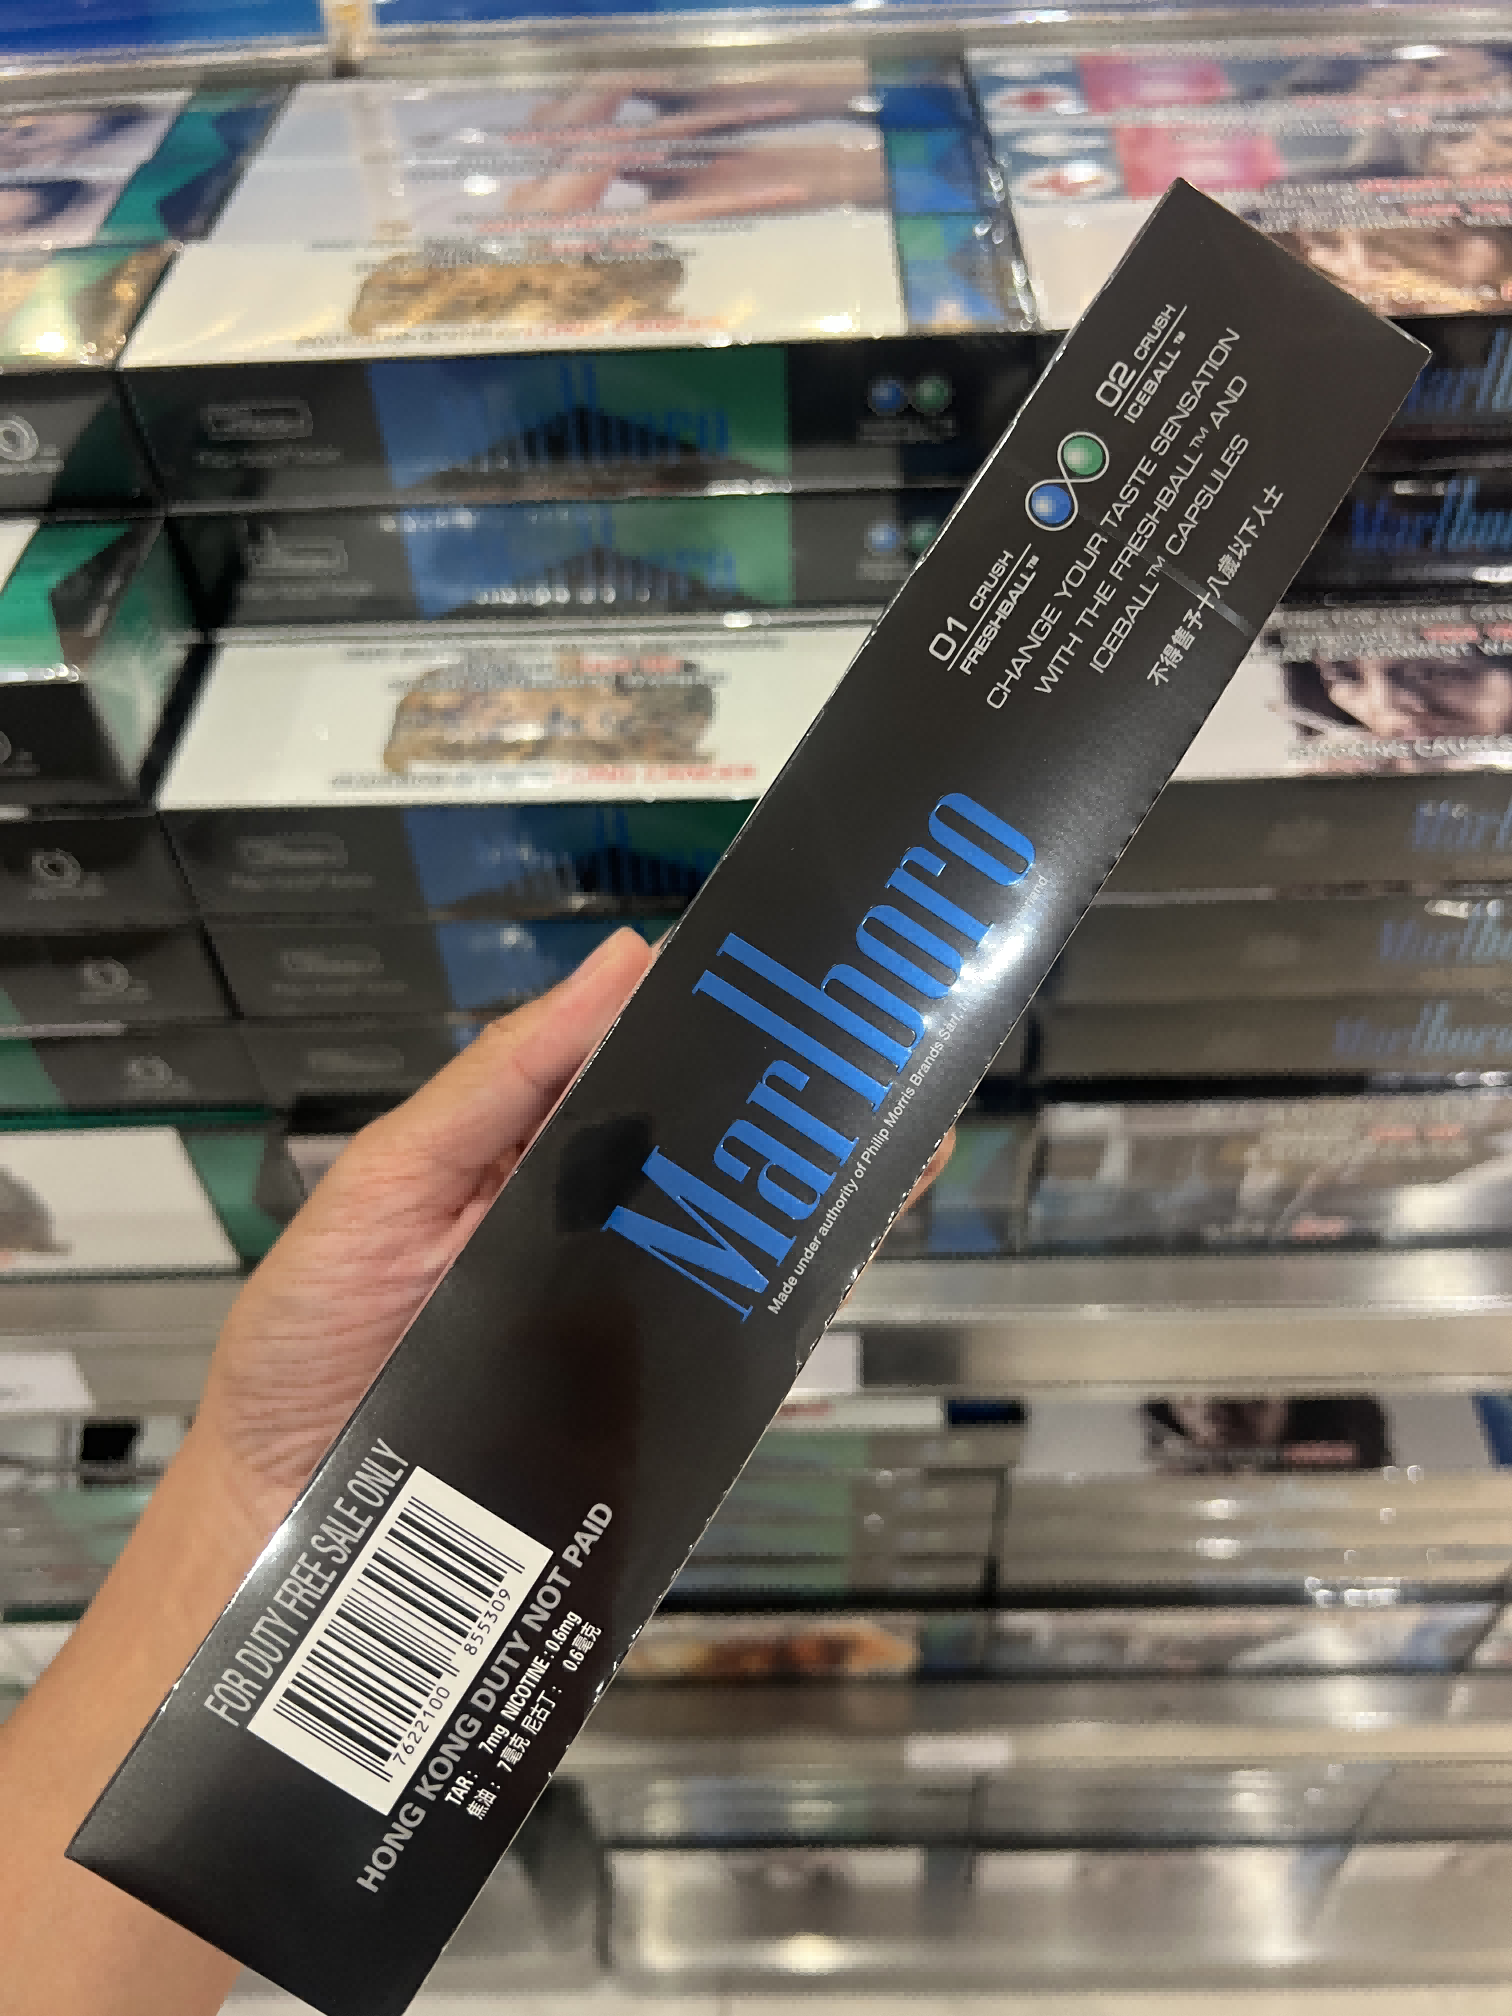 01 CRUSH
FRESHBALL™
02 CRUSH
ICEBALL™
CHANGE YOUR TASTE SENSATION
WITH THE FRESHBALL™ AND
ICEBALL™ CAPSULES
不得售予十八歲以下人士
Marlboro
Made under authority of Philip Morris Brands Sàrl,
FOR DUTY FREE SALE ONLY
7622100 855309
HONG KONG DUTY NOT PAID
TAR : 7mg NICOTINE : 0.6mg
焦油 : 7毫克 尼古丁 : 0.6毫克
Marlboro
Marlboro